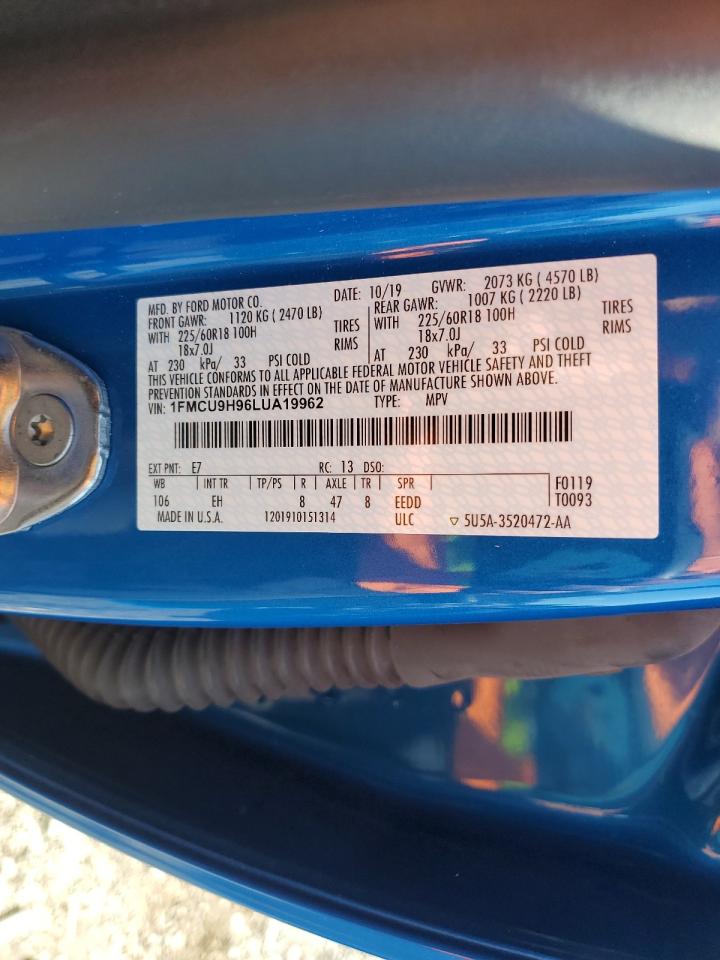 MFD. BY FORD MOTOR CO. DATE: 10/19 GVWR: 2073 KG ( 4570 LB)
FRONT GAWR: 1120 KG ( 2470 LB) REAR GAWR: 1007 KG ( 2220 LB)
WITH 225/60R18 100H TIRES WITH 225/60R18 100H TIRES
18x7.0J RIMS 18x7.0J RIMS
AT 230 kPa/ 33 PSI COLD AT 230 kPa/ 33 PSI COLD
THIS VEHICLE CONFORMS TO ALL APPLICABLE FEDERAL MOTOR VEHICLE SAFETY AND THEFT
PREVENTION STANDARDS IN EFFECT ON THE DATE OF MANUFACTURE SHOWN ABOVE.
VIN: 1FMCU9H96LUA19962 TYPE: MPV
EXT PNT: E7 RC: 13 DSO:
WB INT TR TP/PS R AXLE TR SPR F0119
106 EH 8 47 8 EEDD T0093
MADE IN U.S.A. 1201910151314 ULC ▽ 5U5A-3520472-AA